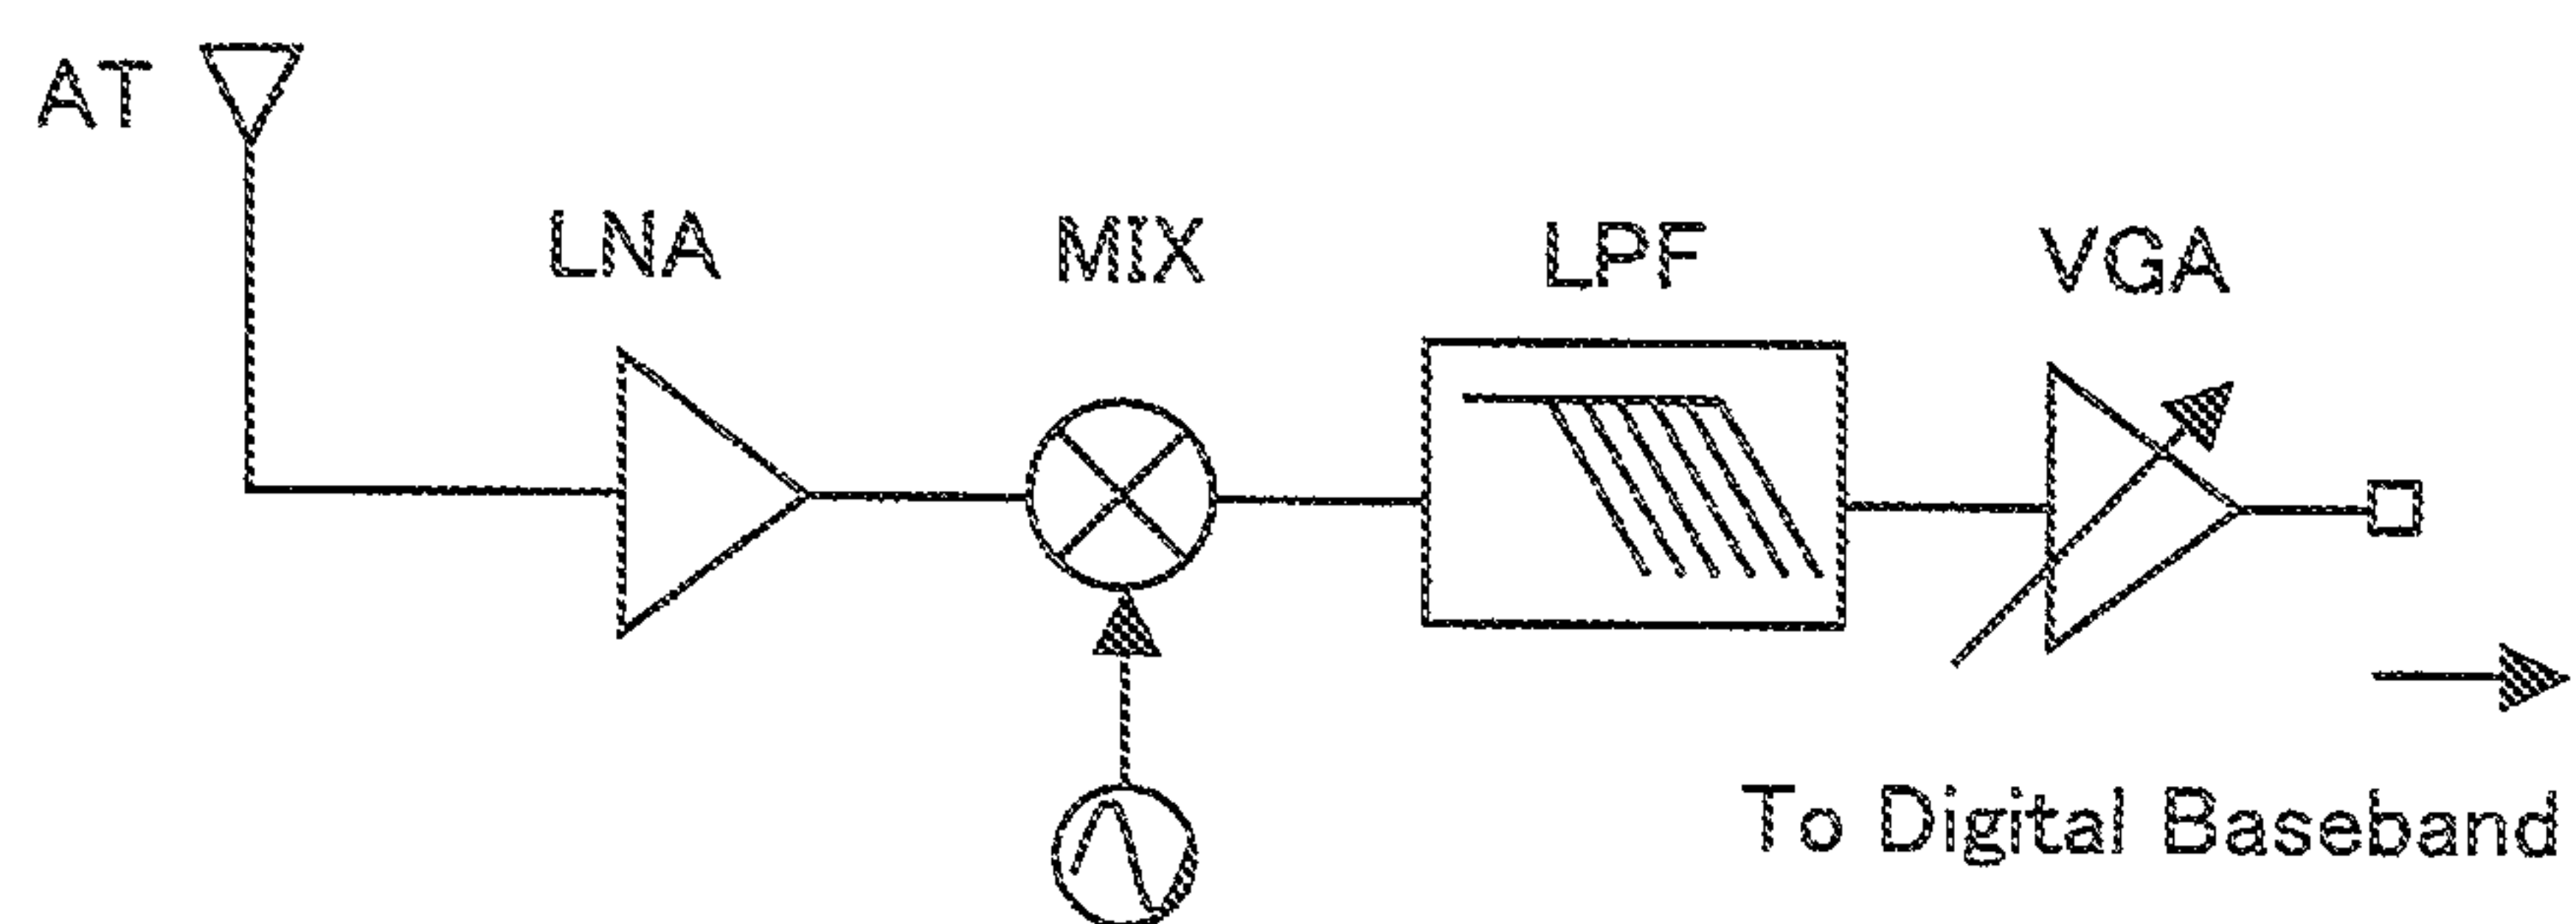 AT
LNA
MIX
LPF
VGA
To Digital Baseband